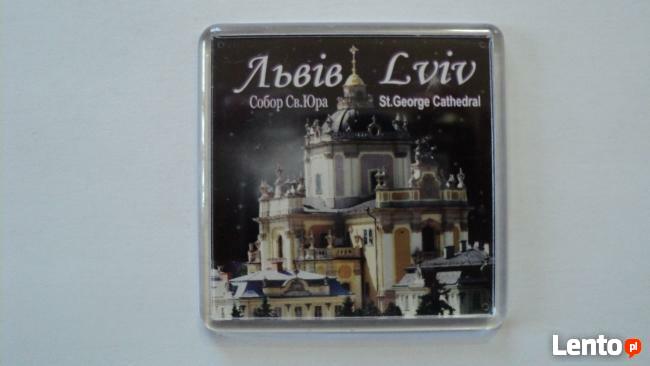 Львів Lviv
Собор Св.Юра St.George Cathedral
Lento.pl